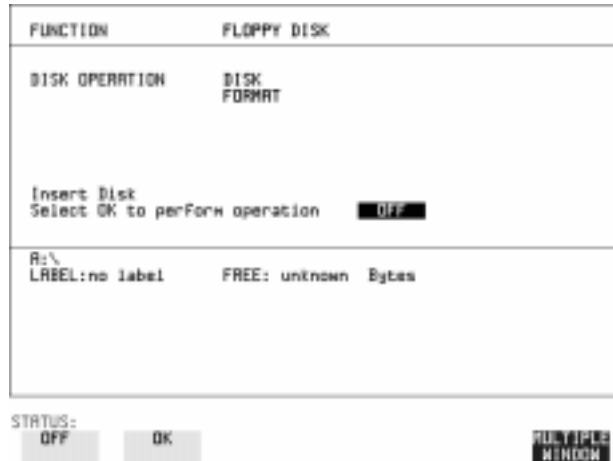 FUNCTION FLOPPY DISK
DISK OPERATION DISK
FORMAT
Insert Disk
Select OK to perform operation OFF
A:\
LABEL:no label FREE: unknown Bytes
STATUS:
OFF OK MULTIPLE
WINDOW